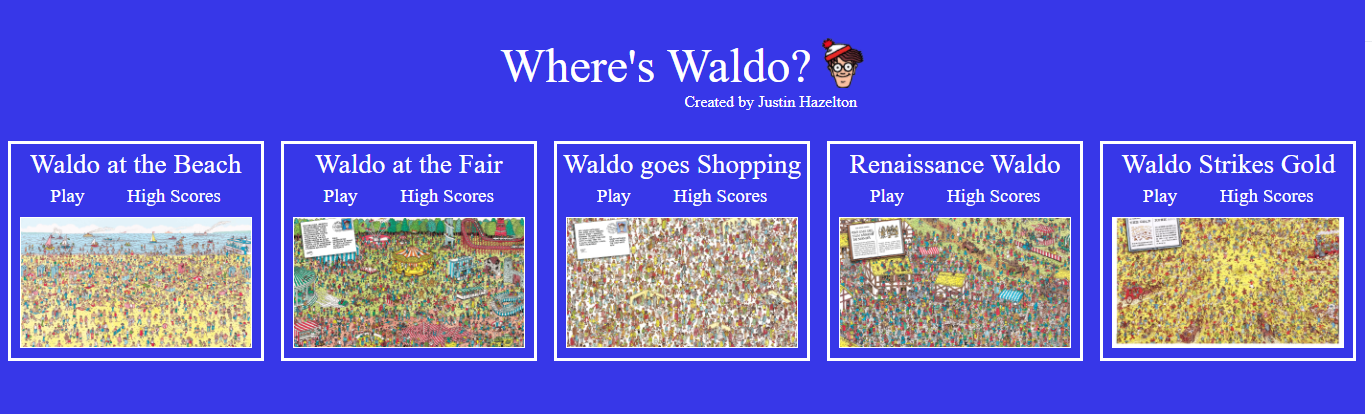 Where's Waldo?
Created by Justin Hazelton
Waldo at the Beach
Play High Scores
Waldo at the Fair
Play High Scores
Waldo goes Shopping
Play High Scores
Renaissance Waldo
Play High Scores
Waldo Strikes Gold
Play High Scores